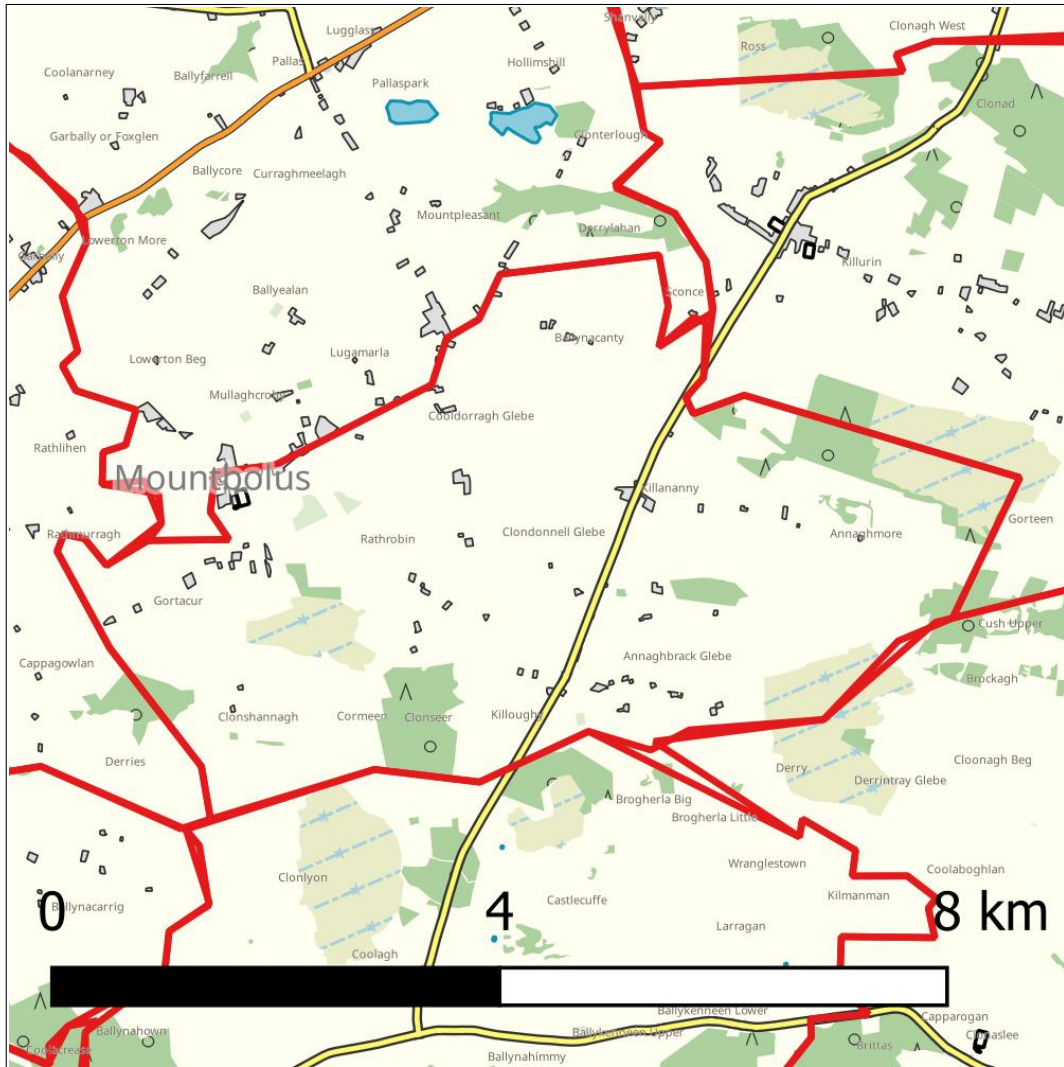 Shanvally
Lugglass
Clonagh West
Ross
Pallas
Hollimshill
Coolanarney
Ballyfarrell
Pallaspark
Clonad
Garbally or Foxglen
Clonterlough
Ballycore
Curraghmeelagh
Mountpleasant
Derrylahan
Lowerton More
Garbally
Killurin
Ballyealan
Sconce
Ballynacanty
Lugamarla
Lowerton Beg
Mullaghcrohy
Cooldorragh Glebe
Rathlihen
Mountbolus
Killananny
Gorteen
Rathmurragh
Rathrobin
Clondonnell Glebe
Annaghmore
Gortacur
Cush Upper
Annaghbrack Glebe
Cappagowlan
Brockagh
Clonshannagh
Cormeen
Clonseer
Killoughy
Derries
Cloonagh Beg
Derry
Derrintray Glebe
Brogherla Big
Brogherla Little
Wranglestown
Coolaboghlan
Clonlyon
Kilmanman
Castlecuffe
Ballynacarrig
0 4 8 km
Larragan
Coolagh
Ballykenneen Lower
Capparogan
Ballynahown
Ballykenneen Upper
Clonaslee
Coolacrease
Brittas
Ballynahimmy